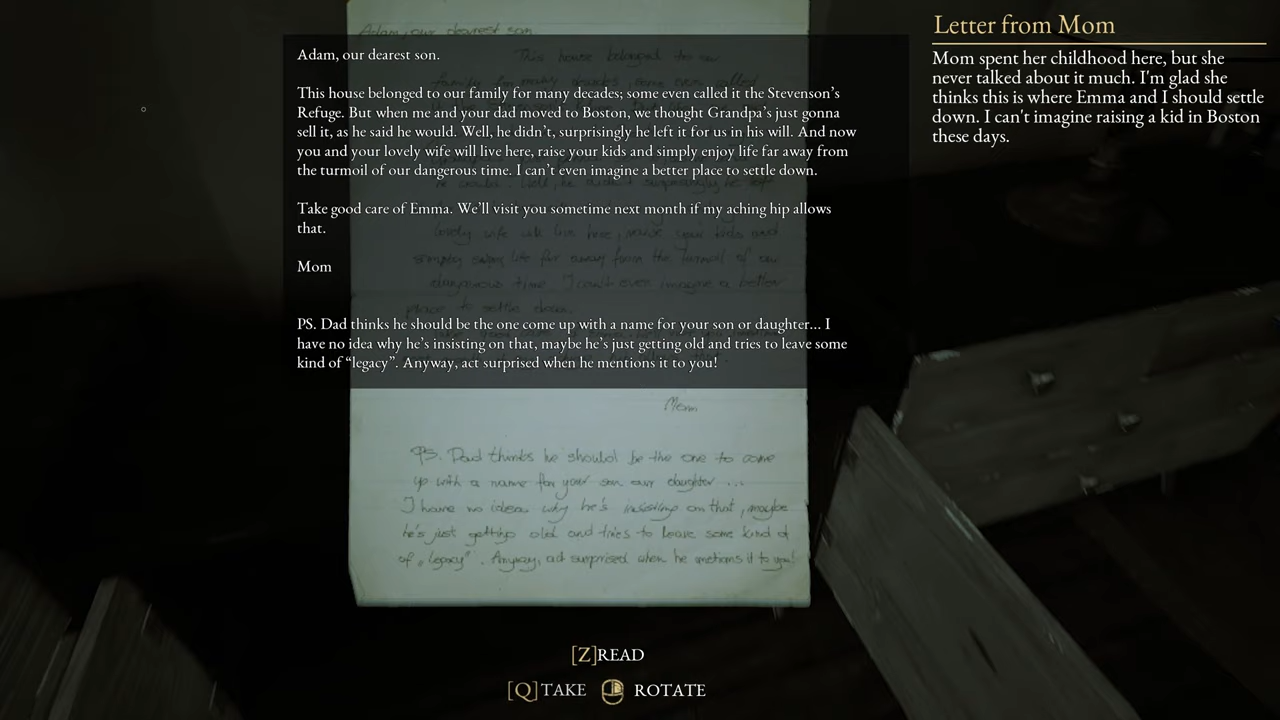 Letter from Mom
Mom spent her childhood here, but she
never talked about it much. I'm glad she
thinks this is where Emma and I should settle
down. I can't imagine raising a kid in Boston
these days.
Adam, our dearest son.
Adam, our dearest son.
This house belonged to our family for many decades; some even called it the Stevenson's
Refuge. But when me and your dad moved to Boston, we thought Grandpa's just gonna
sell it, as he said he would. Well, he didn't, surprisingly he left it for us in his will. And now
you and your lovely wife will live here, raise your kids and simply enjoy life far away from
the turmoil of our dangerous time. I can't even imagine a better place to settle down.
Take good care of Emma. We'll visit you sometime next month if my aching hip allows
that.
Mom
PS. Dad thinks he should be the one come up with a name for your son or daughter... I
have no idea why he's insisting on that, maybe he's just getting old and tries to leave some
kind of “legacy”. Anyway, act surprised when he mentions it to you!
Mom
PS. Dad thinks he should be the one to come
up with a name for your son our daughter ...
I have no idea why he's insisting on that, maybe
he's just getting old and tries to leave some kind of
of „legacy". Anyway, act surprised when he mentions it to you!
[Z]READ
[Q]TAKE ROTATE